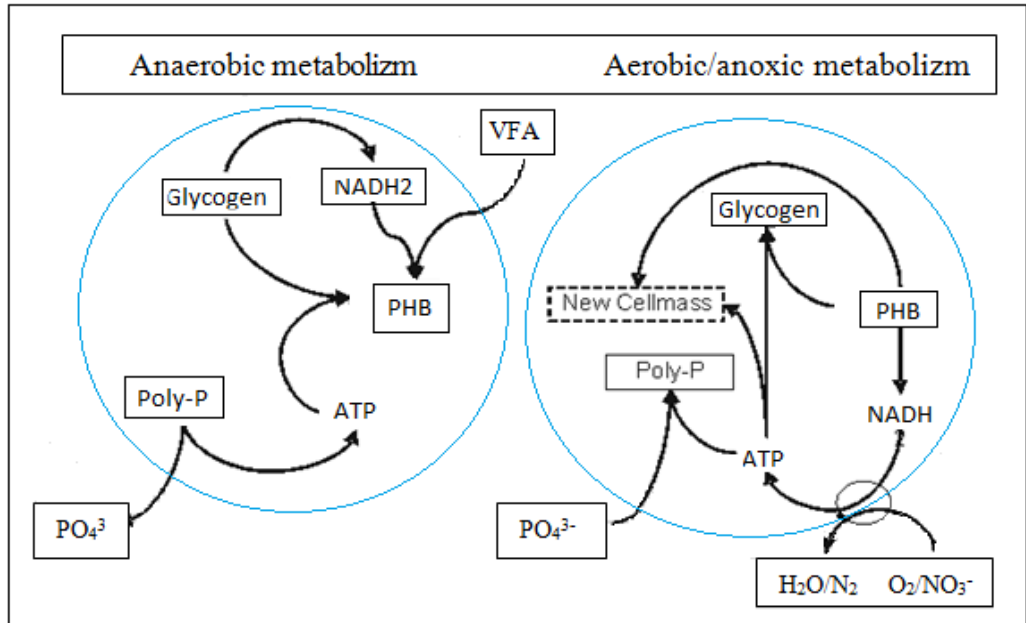 Anaerobic metabolizm
Aerobic/anoxic metabolizm
VFA
Glycogen
NADH2
PHB
Poly-P
ATP
PO₄³
Glycogen
New Cellmass
PHB
Poly-P
NADH
ATP
PO₄³⁻
H₂O/N₂ O₂/NO₃⁻